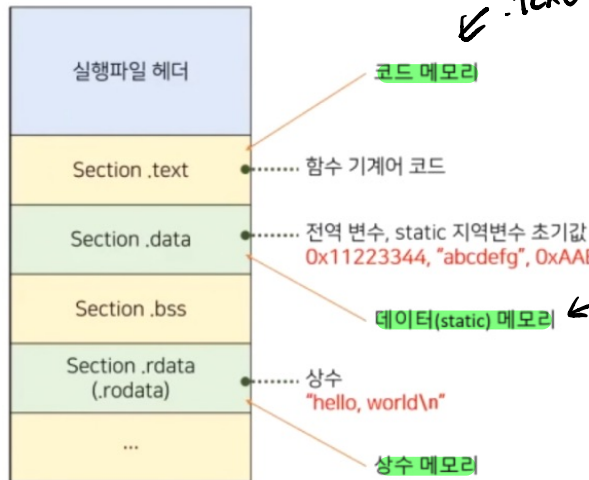 실행파일 헤더
코드 메모리
Section .text
함수 기계어 코드
Section .data
전역 변수, static 지역변수 초기값
0x11223344, "abcdefg",
Section .bss
데이터(static) 메모리
Section .rdata
(.rodata)
상수
"hello, world\n"
...
상수 메모리